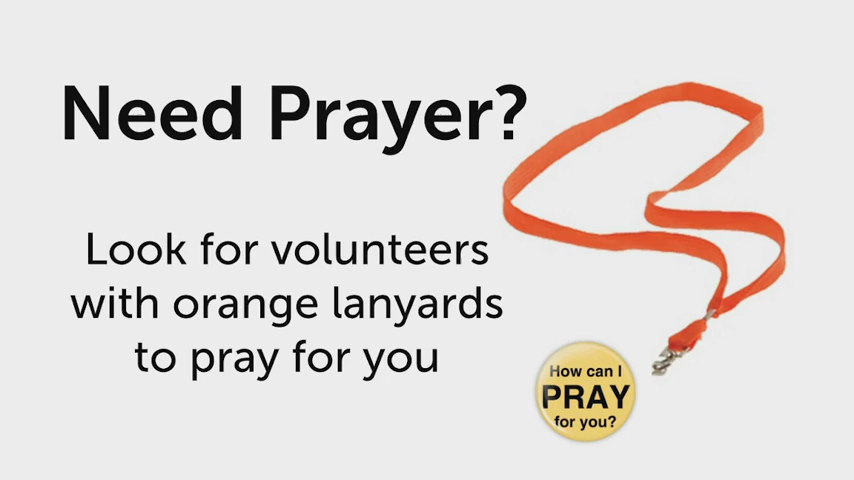 Need Prayer?
Look for volunteers
with orange lanyards
to pray for you
How can I
PRAY
for you?